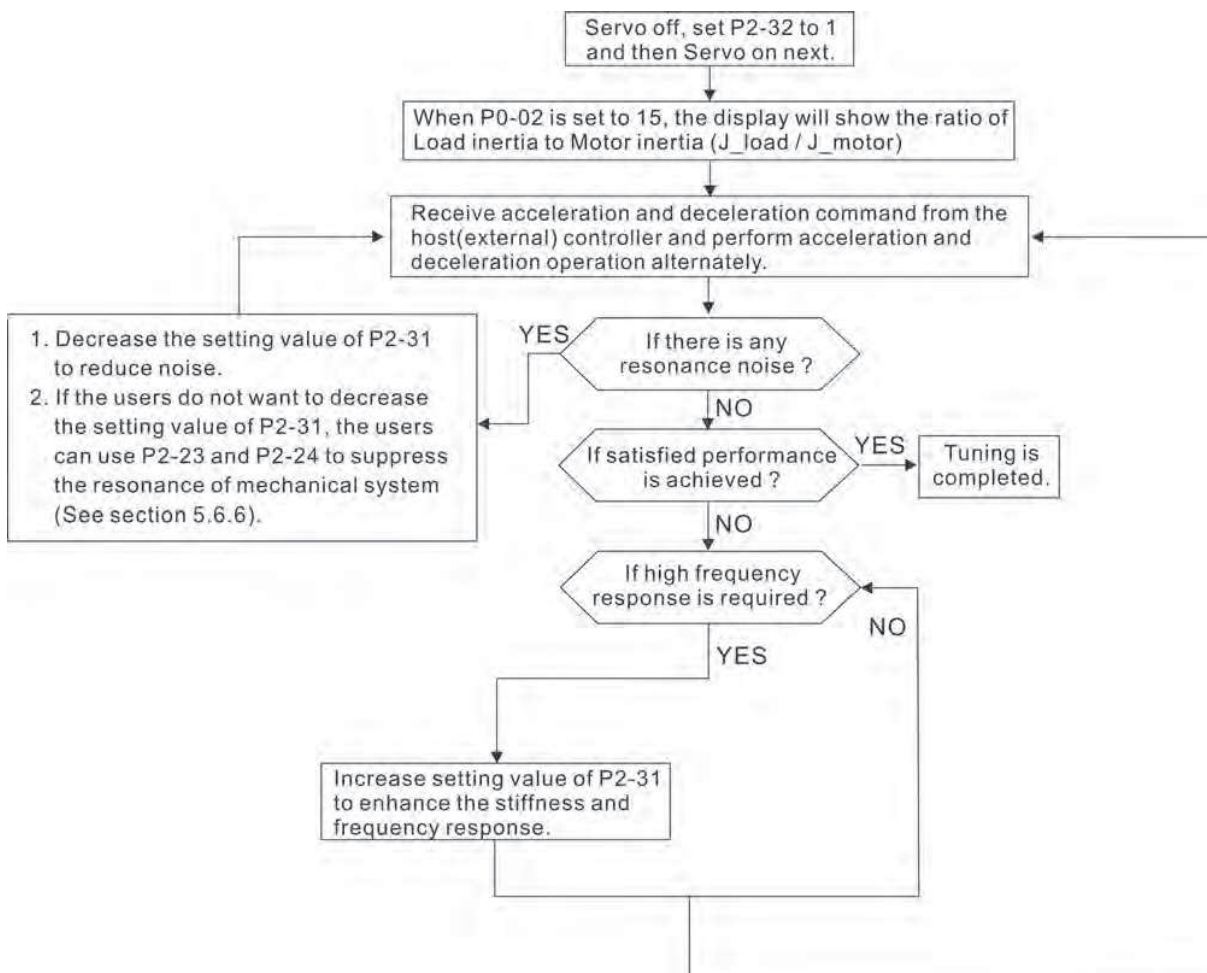 Servo off, set P2-32 to 1
and then Servo on next.
When P0-02 is set to 15, the display will show the ratio of
Load inertia to Motor inertia (J_load / J_motor)
Receive acceleration and deceleration command from the
host(external) controller and perform acceleration and
deceleration operation alternately.
YES
If there is any
resonance noise ?
1. Decrease the setting value of P2-31
to reduce noise.
2. If the users do not want to decrease
the setting value of P2-31, the users
can use P2-23 and P2-24 to suppress
the resonance of mechanical system
(See section 5.6.6).
NO
If satisfied performance
is achieved ?
YES
Tuning is
completed.
NO
If high frequency
response is required ?
NO
YES
Increase setting value of P2-31
to enhance the stiffness and
frequency response.